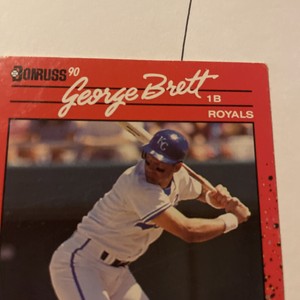 DONRUSS '90
George Brett
1B
ROYALS
KC